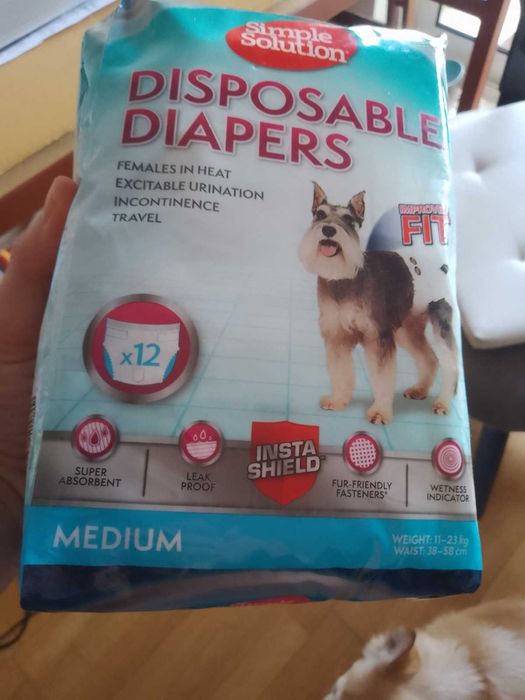 Simple
Solution
DISPOSABLE
DIAPERS
FEMALES IN HEAT
EXCITABLE URINATION
INCONTINENCE
TRAVEL
IMPROVED
FIT
x12
SUPER
ABSORBENT
LEAK
PROOF
INSTA
SHIELD
FUR-FRIENDLY
FASTENERS*
WETNESS
INDICATOR
MEDIUM
WEIGHT: 11-23 kg
WAIST: 38-58 cm